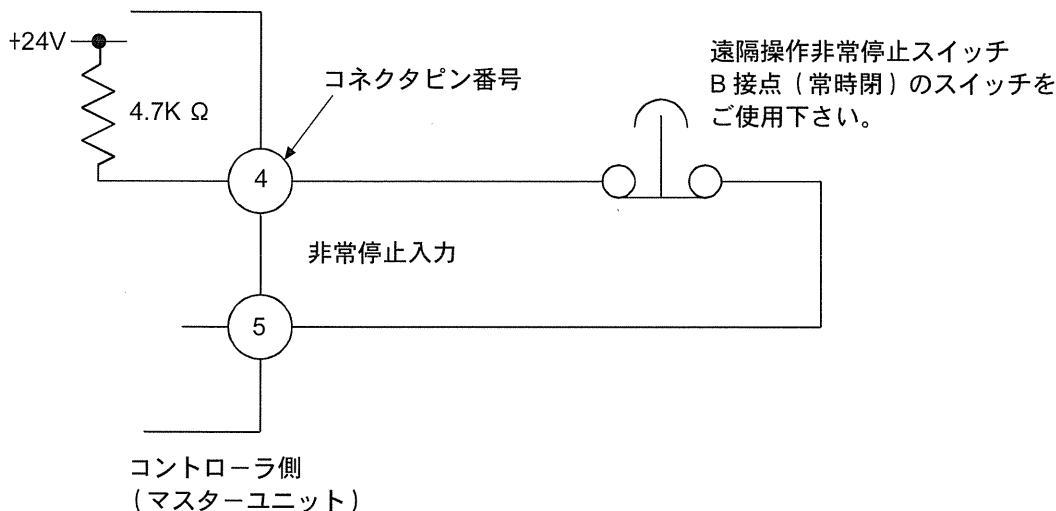 +24V
4.7K Ω
コネクタピン番号
遠隔操作非常停止スイッチ
B 接点（常時閉）のスイッチを
ご使用下さい。
4
非常停止入力
5
コントローラ側
（マスターユニット）